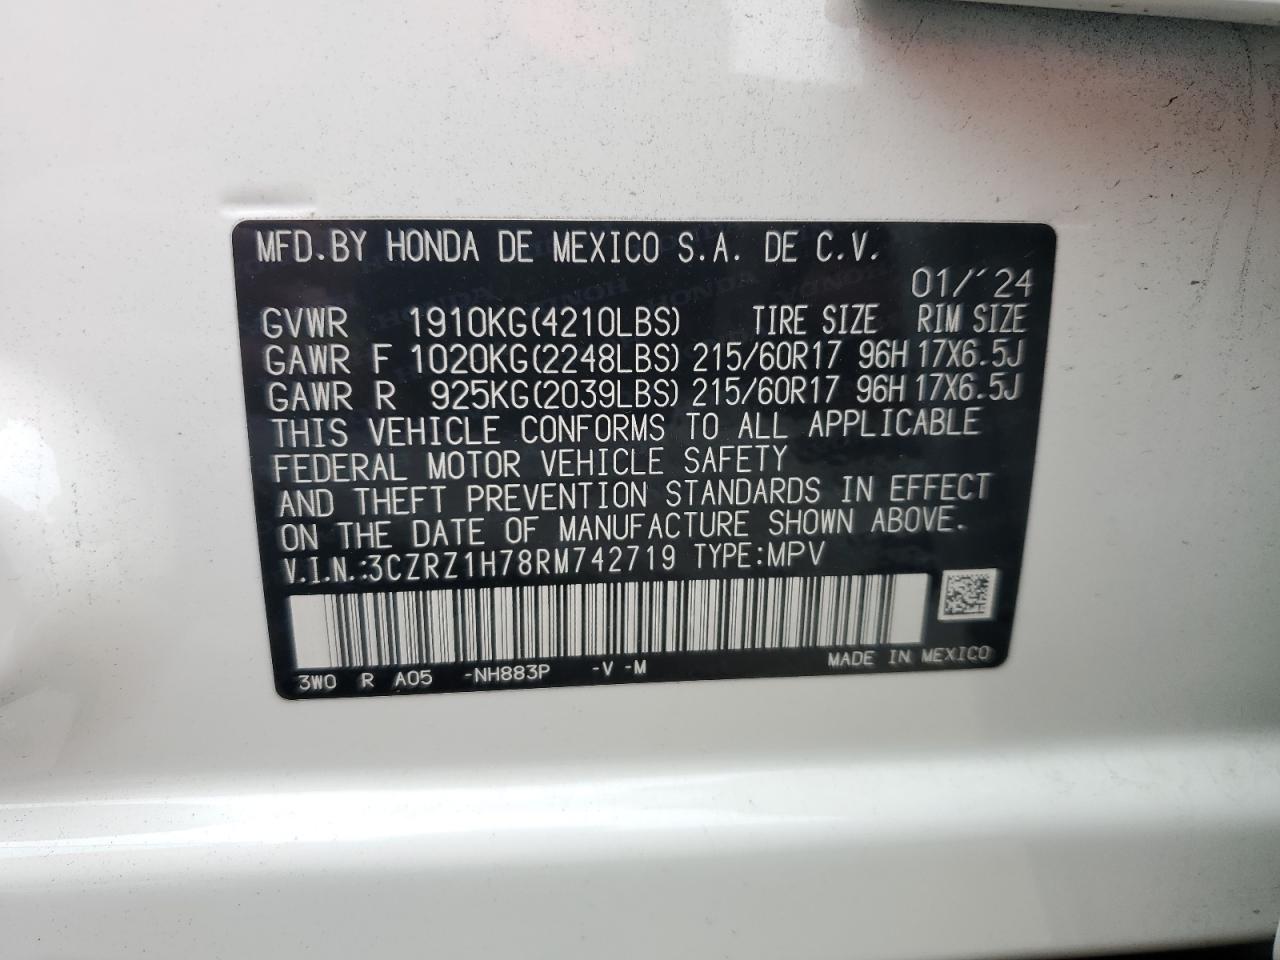 MFD.BY HONDA DE MEXICO S.A. DE C.V.
01/´24
GVWR 1910KG(4210LBS) TIRE SIZE RIM SIZE
GAWR F 1020KG(2248LBS) 215/60R17 96H 17X6.5J
GAWR R 925KG(2039LBS) 215/60R17 96H 17X6.5J
THIS VEHICLE CONFORMS TO ALL APPLICABLE
FEDERAL MOTOR VEHICLE SAFETY
AND THEFT PREVENTION STANDARDS IN EFFECT
ON THE DATE OF MANUFACTURE SHOWN ABOVE.
V.I.N.:3CZRZ1H78RM742719 TYPE:MPV
3W0 R A05 -NH883P -V -M MADE IN MEXICO